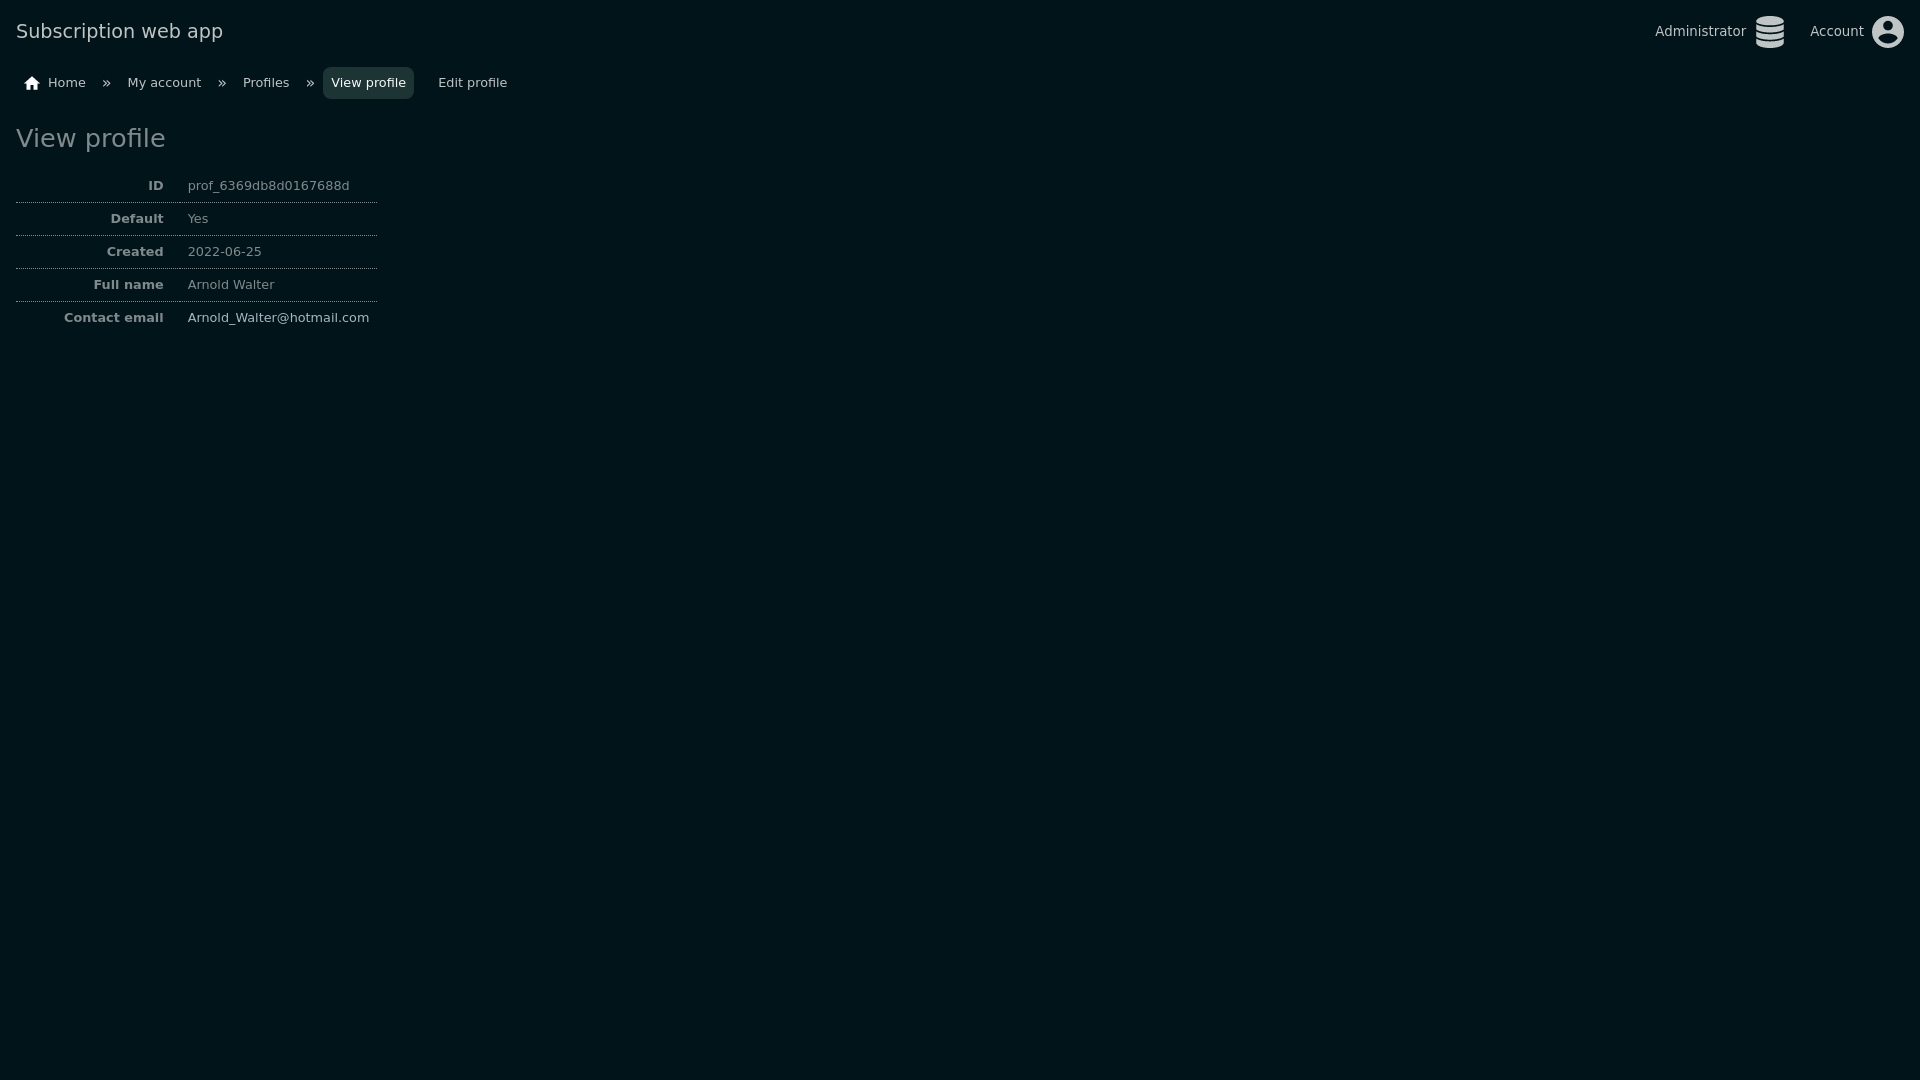 Subscription web app
Administrator
Account
Home » My account » Profiles » View profile Edit profile
View profile
ID prof_6369db8d0167688d
Default Yes
Created 2022-06-25
Full name Arnold Walter
Contact email Arnold_Walter@hotmail.com